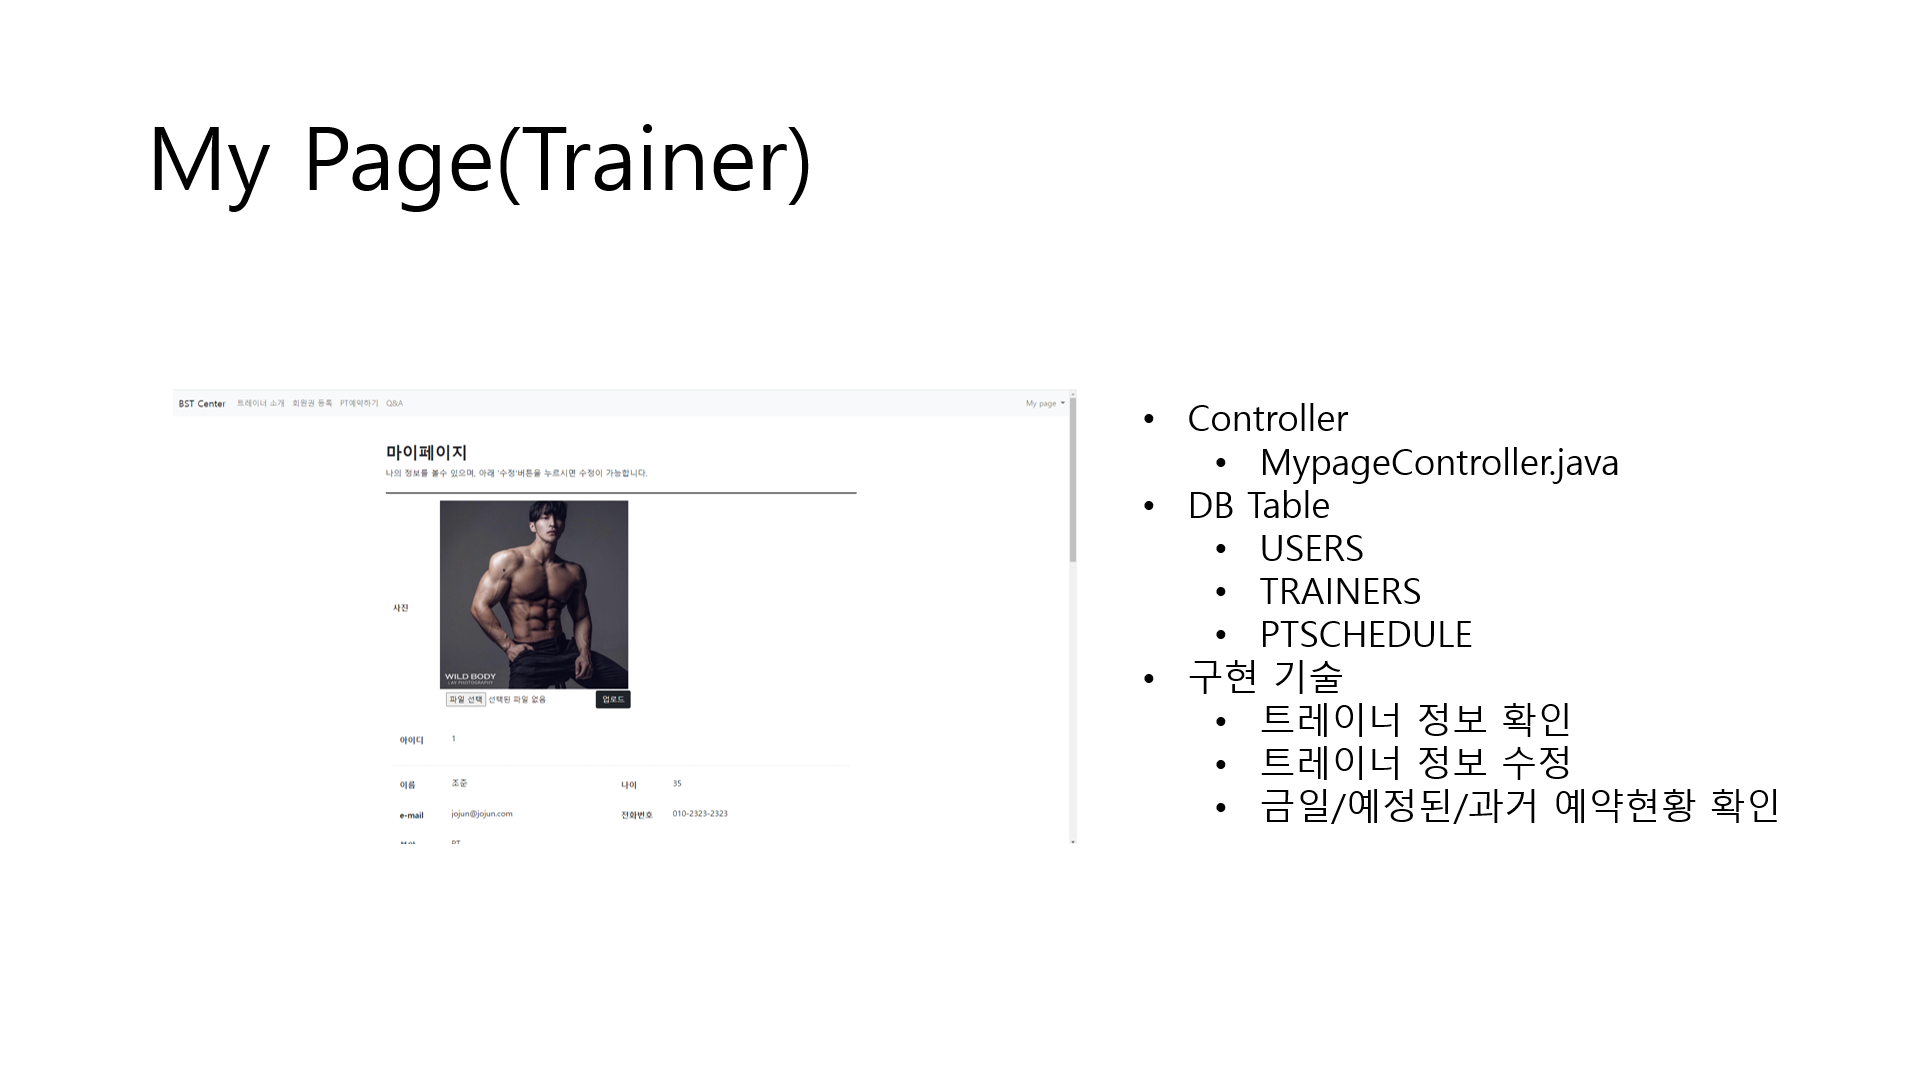 My Page(Trainer)
BST Center 트레이너 소개 회원권 등록 PT예약하기 Q&A My page
마이페이지
나의 정보를 볼수 있으며, 아래 '수정'버튼을 누르시면 수정이 가능합니다.
사진
WILD BODY
LAY PHOTOGRAPHY
파일 선택 선택된 파일 없음 업로드
아이디 1
이름 조준 나이 35
e-mail jojun@jojun.com 전화번호 010-2323-2323
PT
• Controller
• MypageController.java
• DB Table
• USERS
• TRAINERS
• PTSCHEDULE
• 구현 기술
• 트레이너 정보 확인
• 트레이너 정보 수정
• 금일/예정된/과거 예약현황 확인